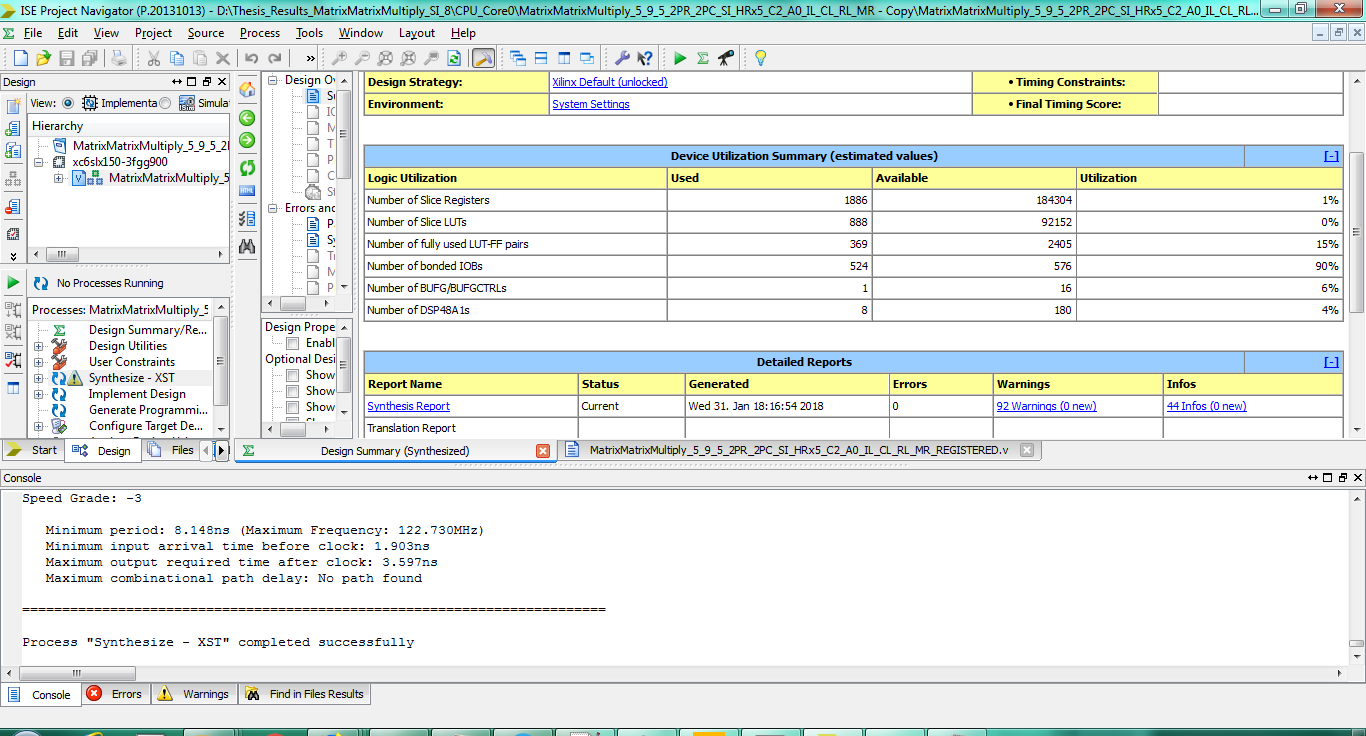 ISE Project Navigator (P.20131013) - D:\Thesis_Results_MatrixMatrixMultiply_SI_8\CPU_Core0\MatrixMatrixMultiply_5_9_5_2PR_2PC_SI_HRx5_C2_A0_IL_CL_RL_MR - Copy\MatrixMatrixMultiply_5_9_5_2PR_2PC_SI_HRx5_C2_A0_IL_CL_RL...
File Edit View Project Source Process Tools Window Layout Help
Design
View: Implementa Simula
Hierarchy
MatrixMatrixMultiply_5_9_5_2
xc6slx150-3fgg900
MatrixMatrixMultiply_5
No Processes Running
Processes: MatrixMatrixMultiply_5
Design Summary/Re...
Design Utilities
User Constraints
Synthesize - XST
Implement Design
Generate Programmi...
Configure Target De...
Start Design Files
Design Ov
Errors and
Design Prope
Enabl
Optional Desi
Show
Show
Show
Design Strategy: Xilinx Default (unlocked) • Timing Constraints:
Environment: System Settings • Final Timing Score:
Device Utilization Summary (estimated values) [-]
Logic Utilization Used Available Utilization
Number of Slice Registers 1886 184304 1%
Number of Slice LUTs 888 92152 0%
Number of fully used LUT-FF pairs 369 2405 15%
Number of bonded IOBs 524 576 90%
Number of BUFG/BUFGCTRLs 1 16 6%
Number of DSP48A1s 8 180 4%
Detailed Reports [-]
Report Name Status Generated Errors Warnings Infos
Synthesis Report Current Wed 31. Jan 18:16:54 2018 0 92 Warnings (0 new) 44 Infos (0 new)
Translation Report
Design Summary (Synthesized) MatrixMatrixMultiply_5_9_5_2PR_2PC_SI_HRx5_C2_A0_IL_CL_RL_MR_REGISTERED.v
Console
Speed Grade: -3
Minimum period: 8.148ns (Maximum Frequency: 122.730MHz)
Minimum input arrival time before clock: 1.903ns
Maximum output required time after clock: 3.597ns
Maximum combinational path delay: No path found
=========================================================================
Process "Synthesize - XST" completed successfully
Console Errors Warnings Find in Files Results